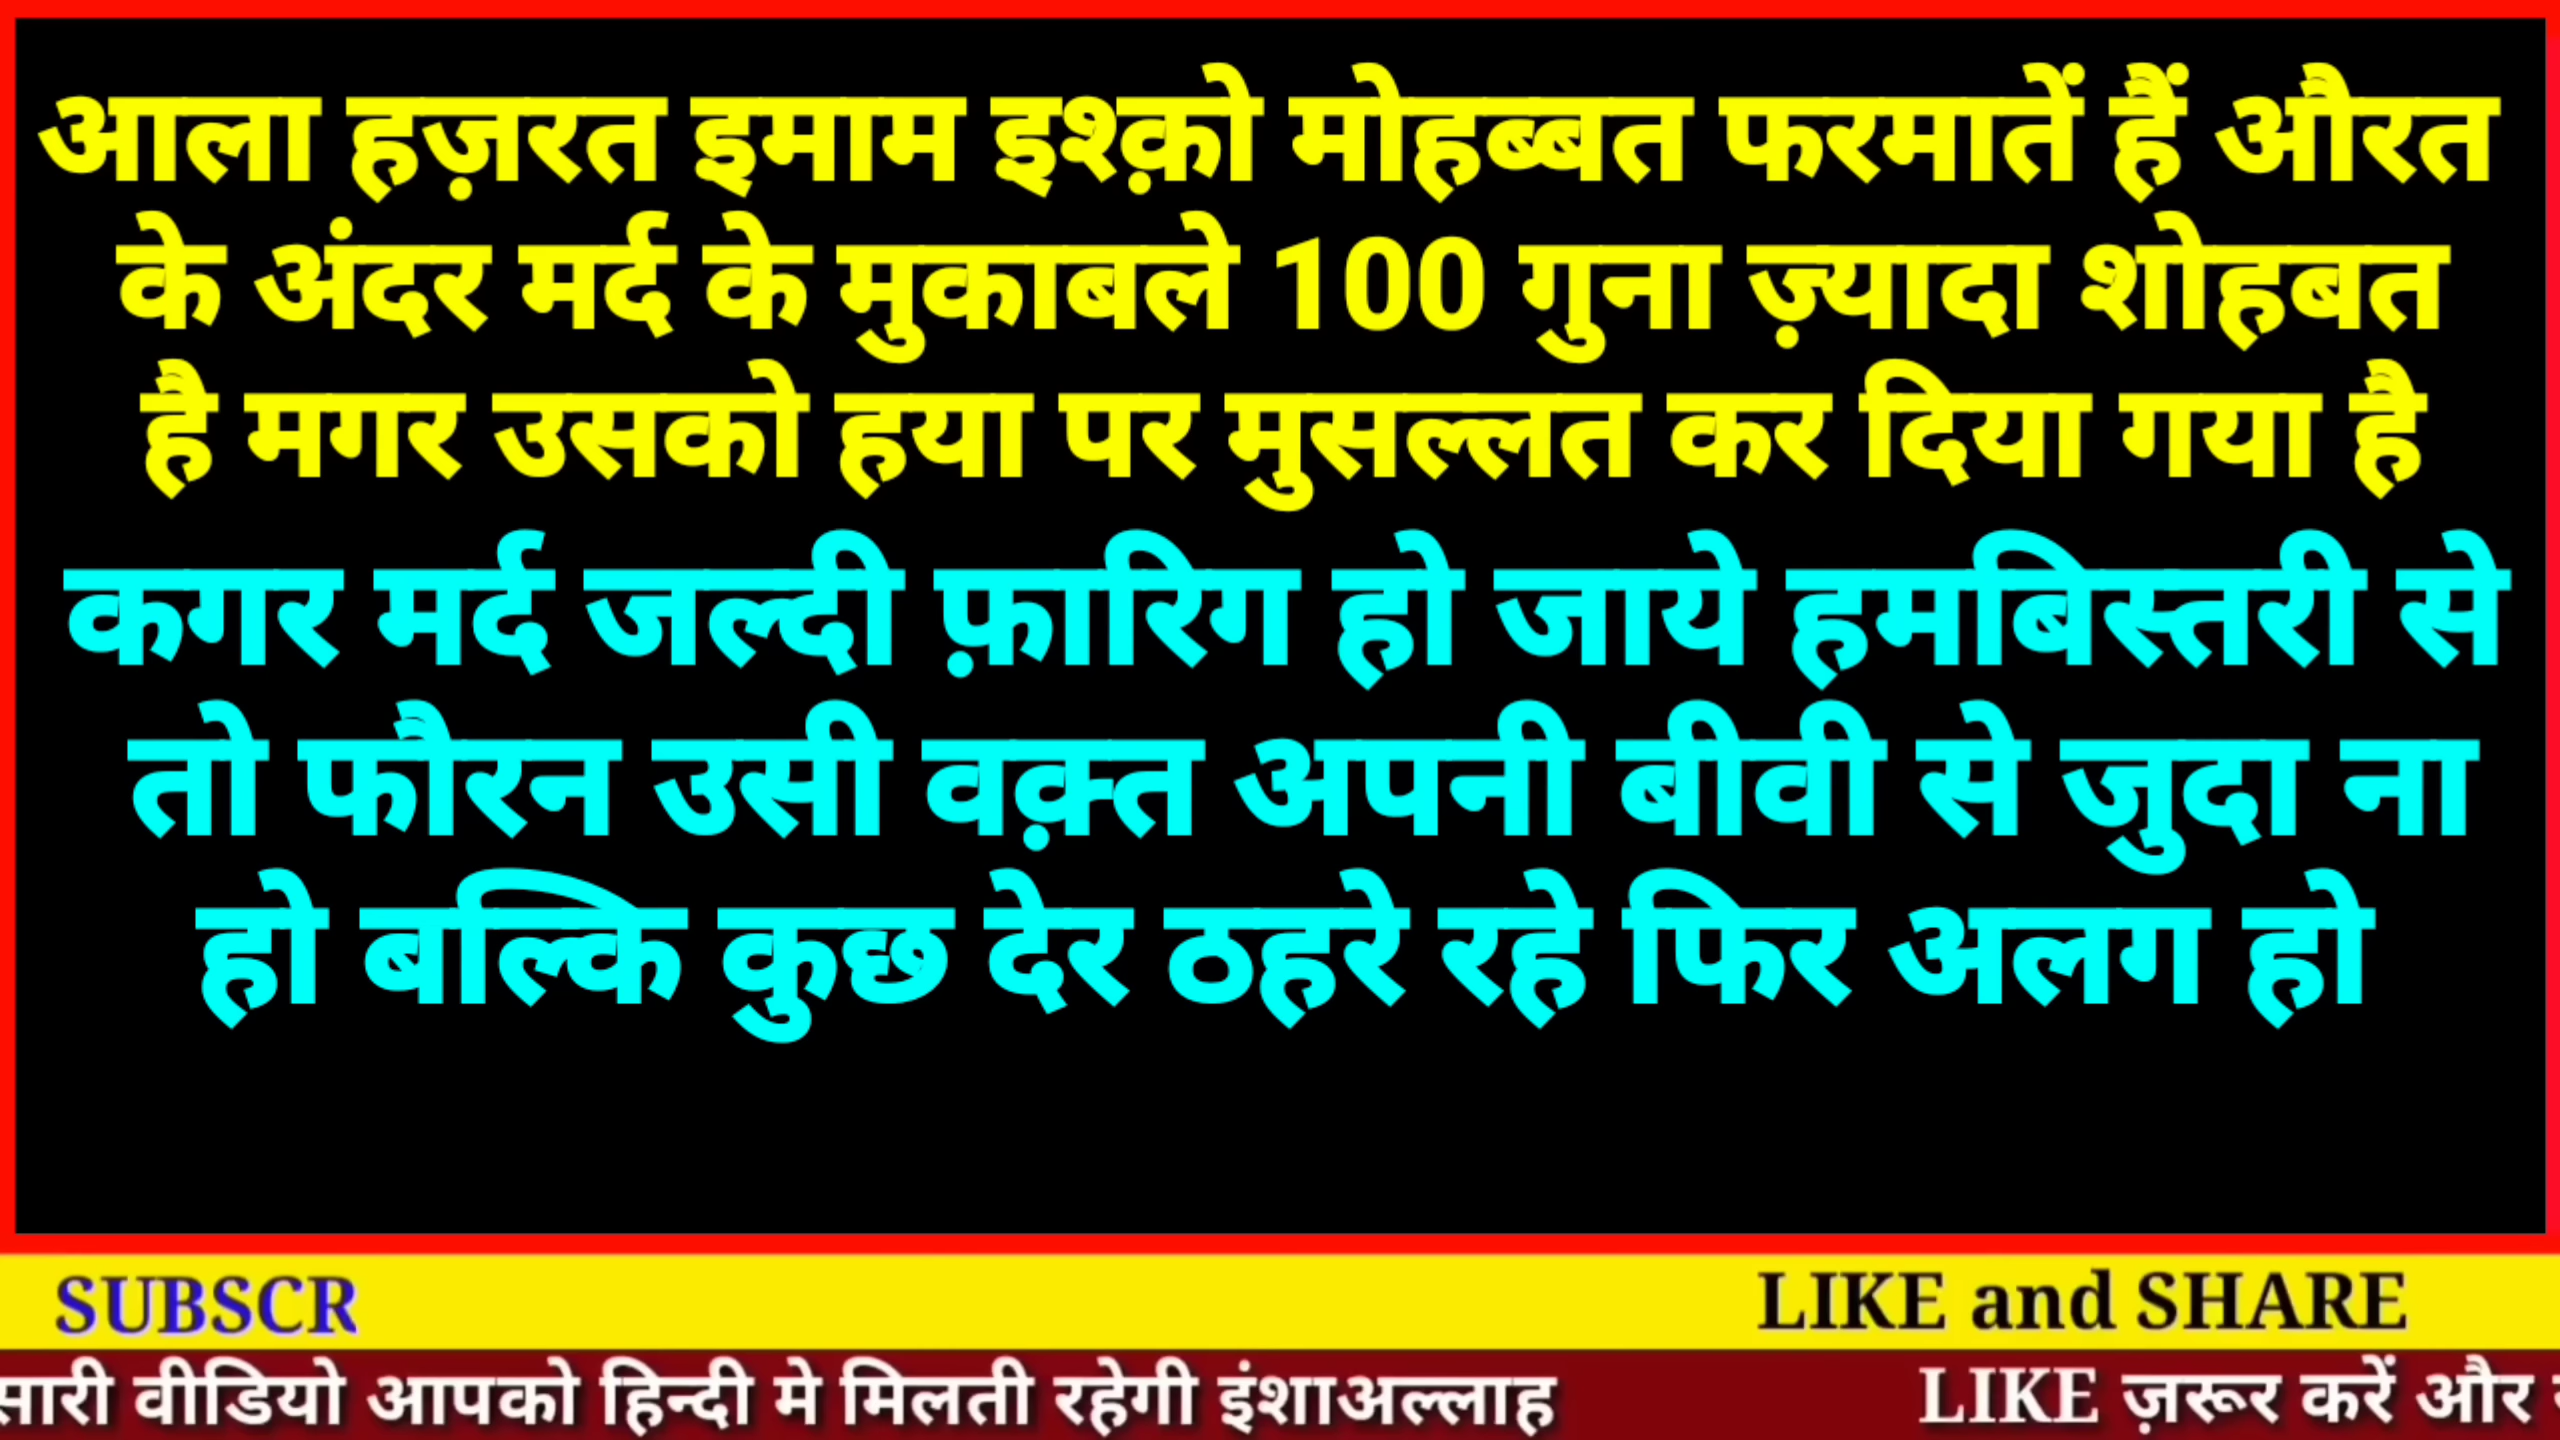 आला हज़रत इमाम इश्क़ो मोहब्बत फरमातें हैं औरत
के अंदर मर्द के मुकाबले 100 गुना ज़्यादा शोहबत
है मगर उसको हया पर मुसल्लत कर दिया गया है
कगर मर्द जल्दी फ़ारिग हो जाये हमबिस्तरी से
तो फौरन उसी वक़्त अपनी बीवी से जुदा ना
हो बल्कि कुछ देर ठहरे रहे फिर अलग हो
SUBSCR LIKE and SHARE
सारी वीडियो आपको हिन्दी मे मिलती रहेगी इंशाअल्लाह LIKE ज़रूर करें और